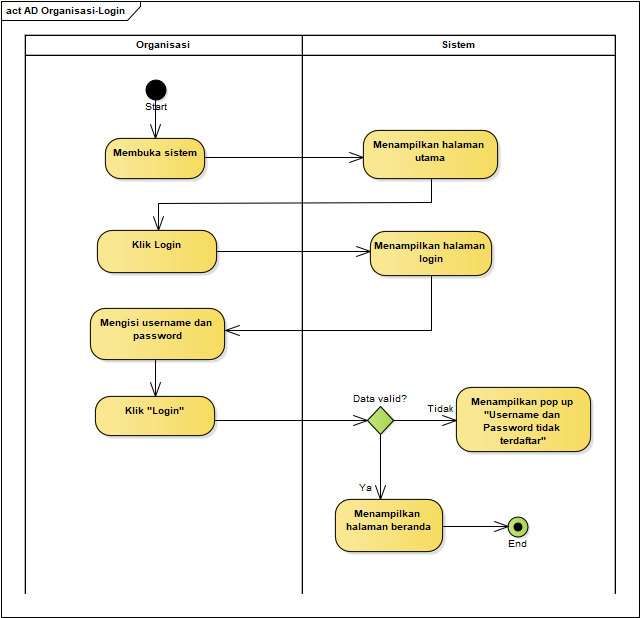 act AD Organisasi-Login
Organisasi
Sistem
Start
Membuka sistem
Menampilkan halaman
utama
Klik Login
Menampilkan halaman
login
Mengisi username dan
password
Klik "Login"
Data valid?
Tidak
Menampilkan pop up
"Username dan
Password tidak
terdaftar"
Ya
Menampilkan
halaman beranda
End